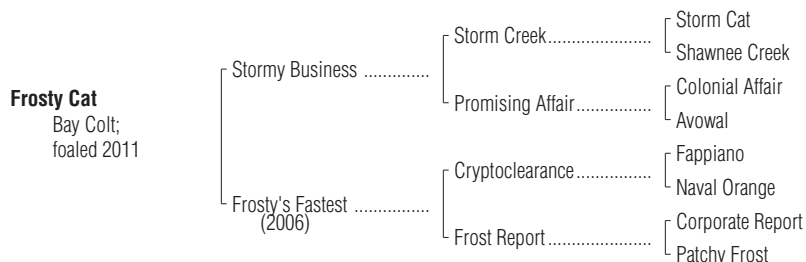 Storm Cat
Storm Creek....................
Shawnee Creek
Stormy Business .............
Colonial Affair
Promising Affair...............
Avowal
Frosty Cat
Bay Colt;
foaled 2011
Fappiano
Cryptoclearance...............
Naval Orange
Frosty's Fastest ...............
(2006)
Corporate Report
Frost Report....................
Patchy Frost